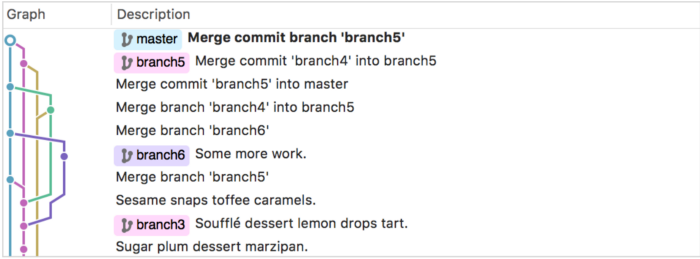 Graph Description
master Merge commit branch 'branch5'
branch5 Merge commit 'branch4' into branch5
Merge commit 'branch5' into master
Merge branch 'branch4' into branch5
Merge branch 'branch6'
branch6 Some more work.
Merge branch 'branch5'
Sesame snaps toffee caramels.
branch3 Soufflé dessert lemon drops tart.
Sugar plum dessert marzipan.